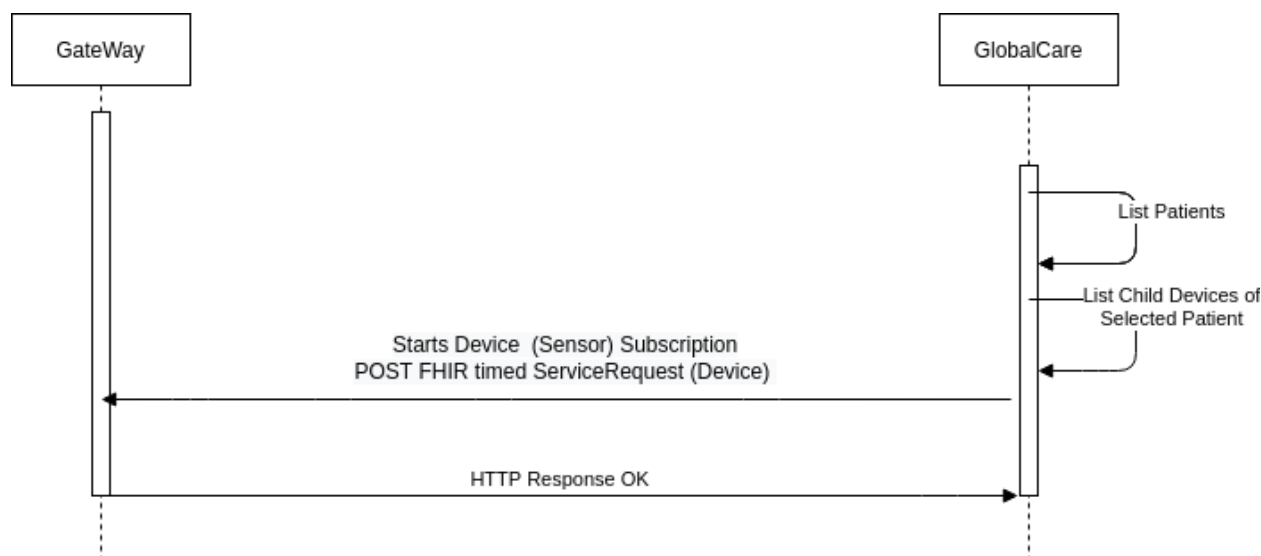 GateWay
GlobalCare
List Patients
List Child Devices of
Selected Patient
Starts Device (Sensor) Subscription
POST FHIR timed ServiceRequest (Device)
HTTP Response OK